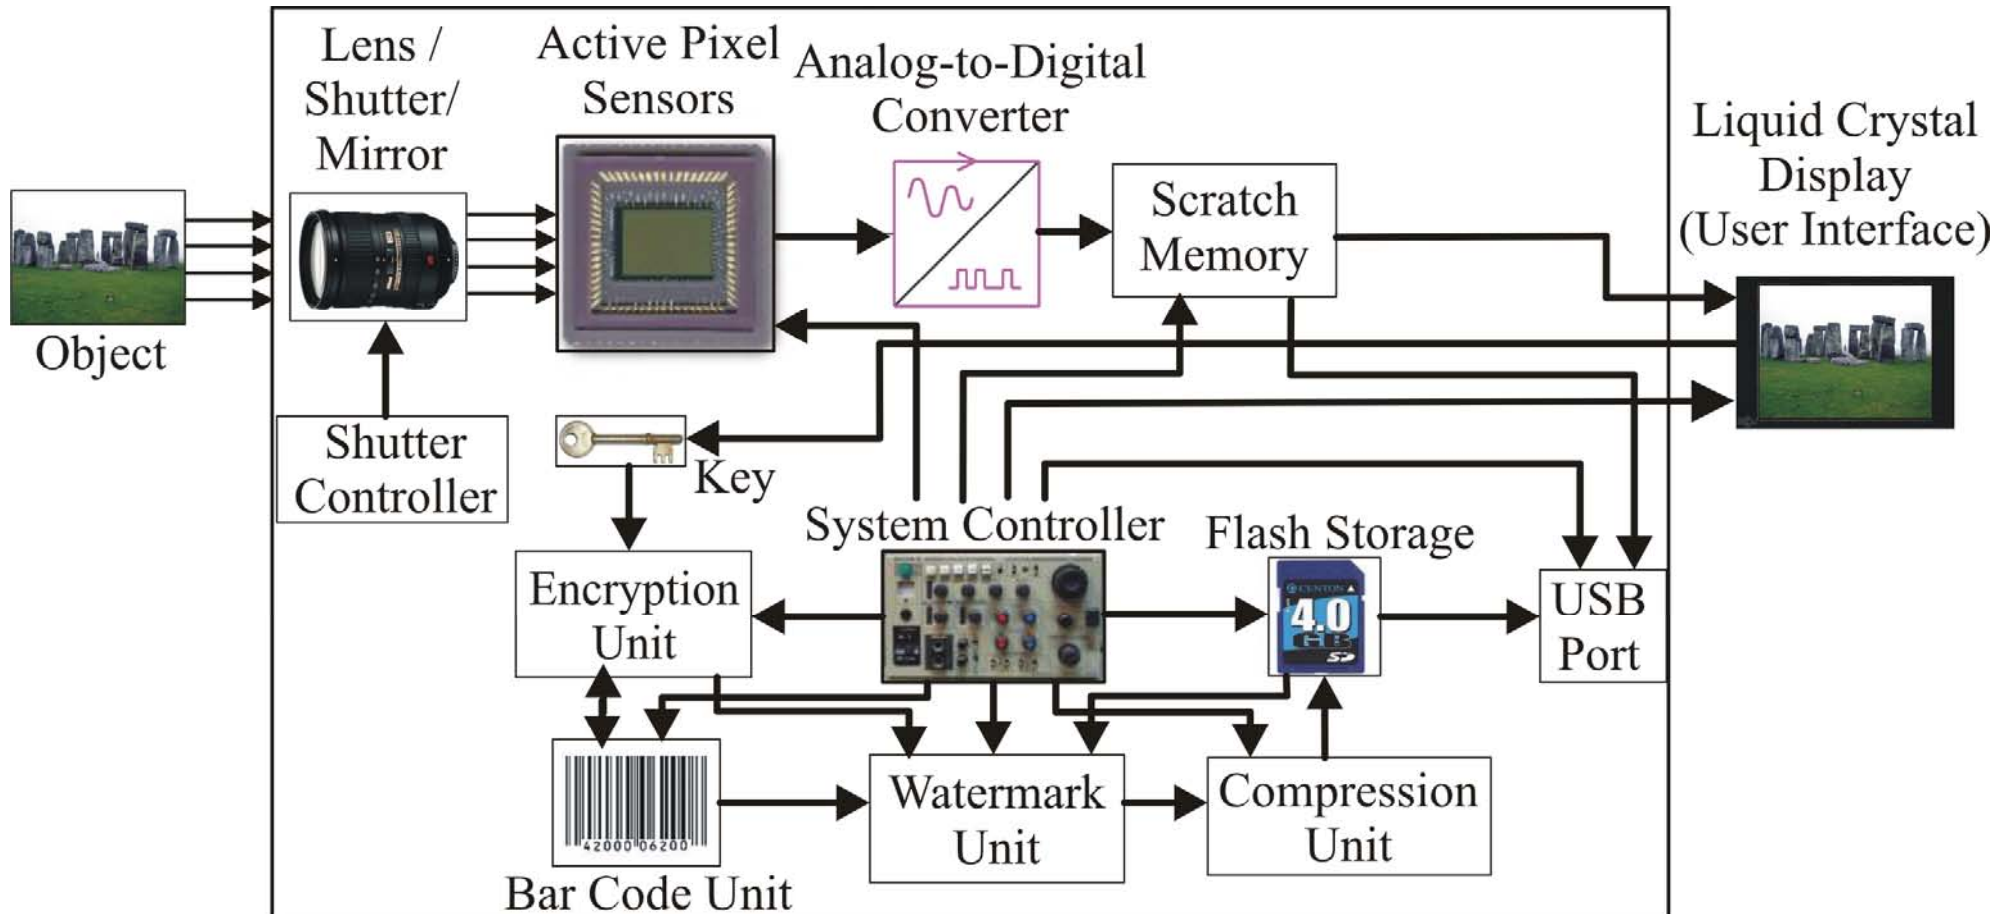 Lens /
Shutter/
Mirror
Active Pixel
Sensors
Analog-to-Digital
Converter
Liquid Crystal
Display
(User Interface)
Scratch
Memory
Object
Shutter
Controller
Key
System Controller
Flash Storage
Encryption
Unit
CENTON
4.0
GB
SD
USB
Port
42000 06200
Bar Code Unit
Watermark
Unit
Compression
Unit